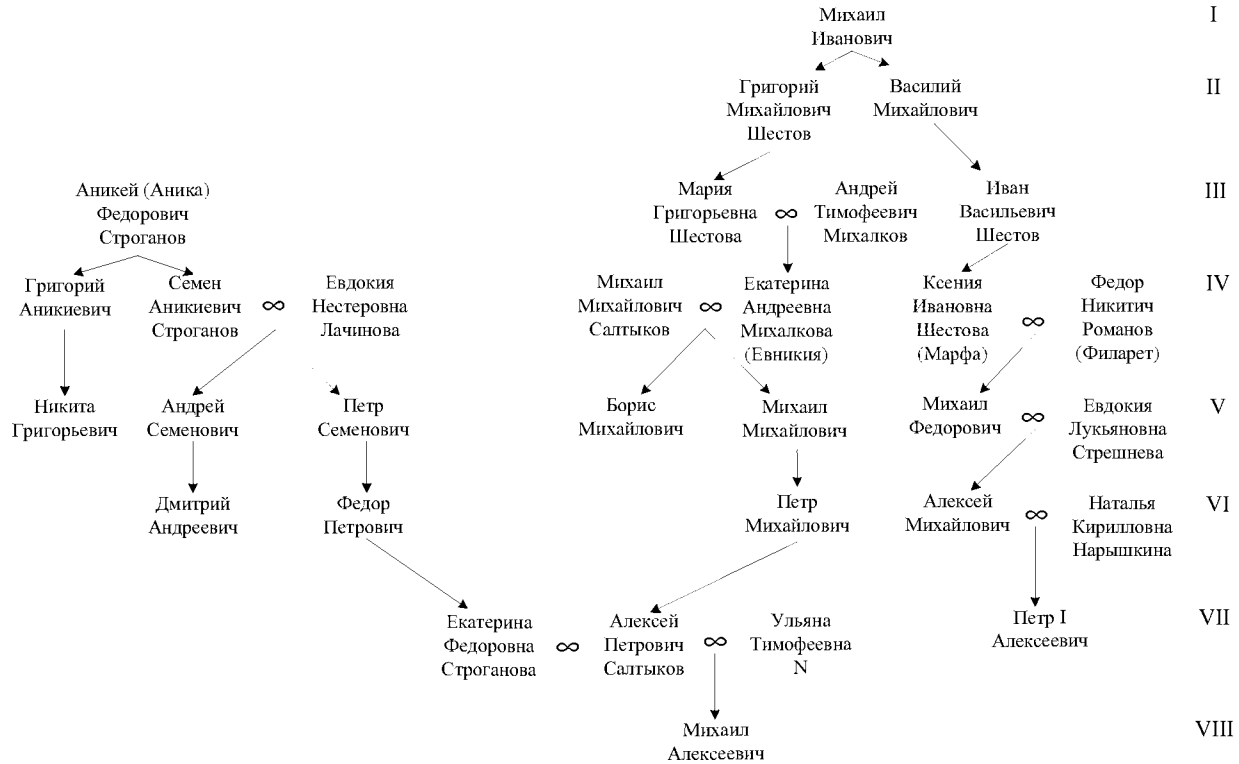 Михаил
Иванович
I
Григорий
Михайлович
Шестов
Василий
Михайлович
II
Аникей (Аника)
Федорович
Строганов
Мария
Григорьевна
Шестова
∞
Андрей
Тимофеевич
Михалков
Иван
Васильевич
Шестов
III
Григорий
Аникиевич
Семен
Аникиевич
Строганов
∞
Евдокия
Нестеровна
Лачинова
Михаил
Михайлович
Салтыков
∞
Екатерина
Андреевна
Михалкова
(Евникия)
Ксения
Ивановна
Шестова
(Марфа)
∞
Федор
Никитич
Романов
(Филарет)
IV
Никита
Григорьевич
Андрей
Семенович
Петр
Семенович
Борис
Михайлович
Михаил
Михайлович
Михаил
Федорович
∞
Евдокия
Лукьяновна
Стрешнева
V
Дмитрий
Андреевич
Федор
Петрович
Петр
Михайлович
Алексей
Михайлович
∞
Наталья
Кирилловна
Нарышкина
VI
Екатерина
Федоровна
Строганова
∞
Алексей
Петрович
Салтыков
∞
Ульяна
Тимофеевна
N
Петр I
Алексеевич
VII
Михаил
Алексеевич
VIII